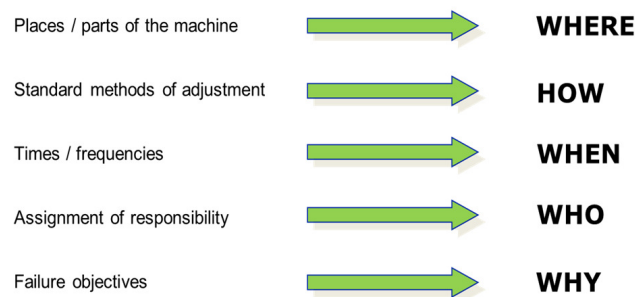 Places / parts of the machine WHERE
Standard methods of adjustment HOW
Times / frequencies WHEN
Assignment of responsibility WHO
Failure objectives WHY